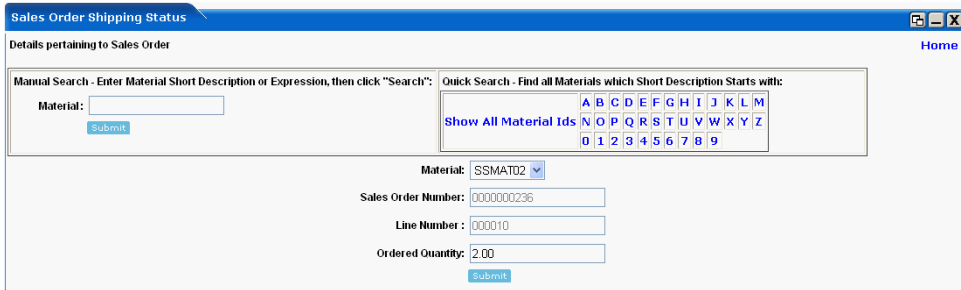 Sales Order Shipping Status
Details pertaining to Sales Order
Home
Manual Search - Enter Material Short Description or Expression, then click "Search":
Material:
Submit
Quick Search - Find all Materials which Short Description Starts with:
Show All Material Ids
A B C D E F G H I J K L M
N O P Q R S T U V W X Y Z
0 1 2 3 4 5 6 7 8 9
Material: SSMAT02
Sales Order Number: 0000000236
Line Number : 000010
Ordered Quantity: 2.00
Submit